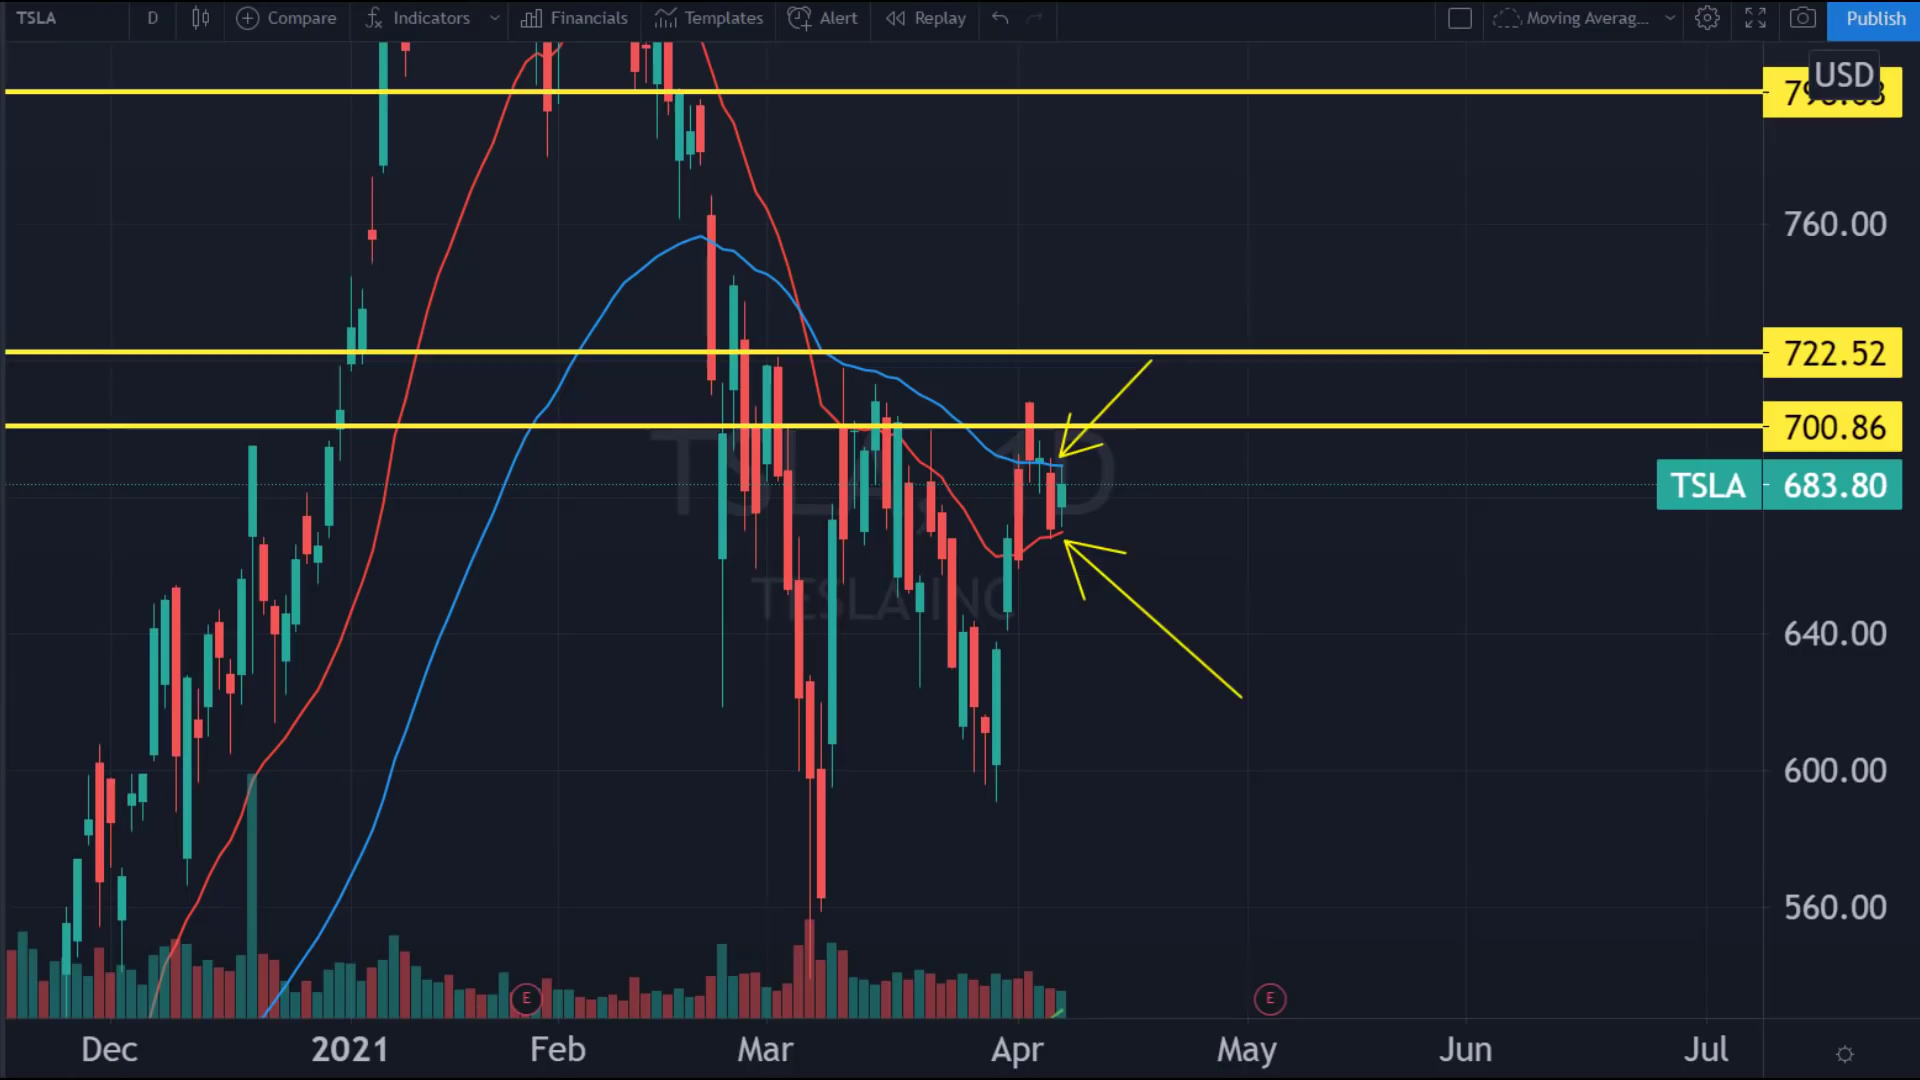 TSLA D Compare Indicators Financials Templates Alert Replay Moving Averag... Publish
USD
760.00
722.52
700.86
TSLA 683.80
640.00
600.00
560.00
TSLA, 1D
TESLA INC
E E
Dec 2021 Feb Mar Apr May Jun Jul